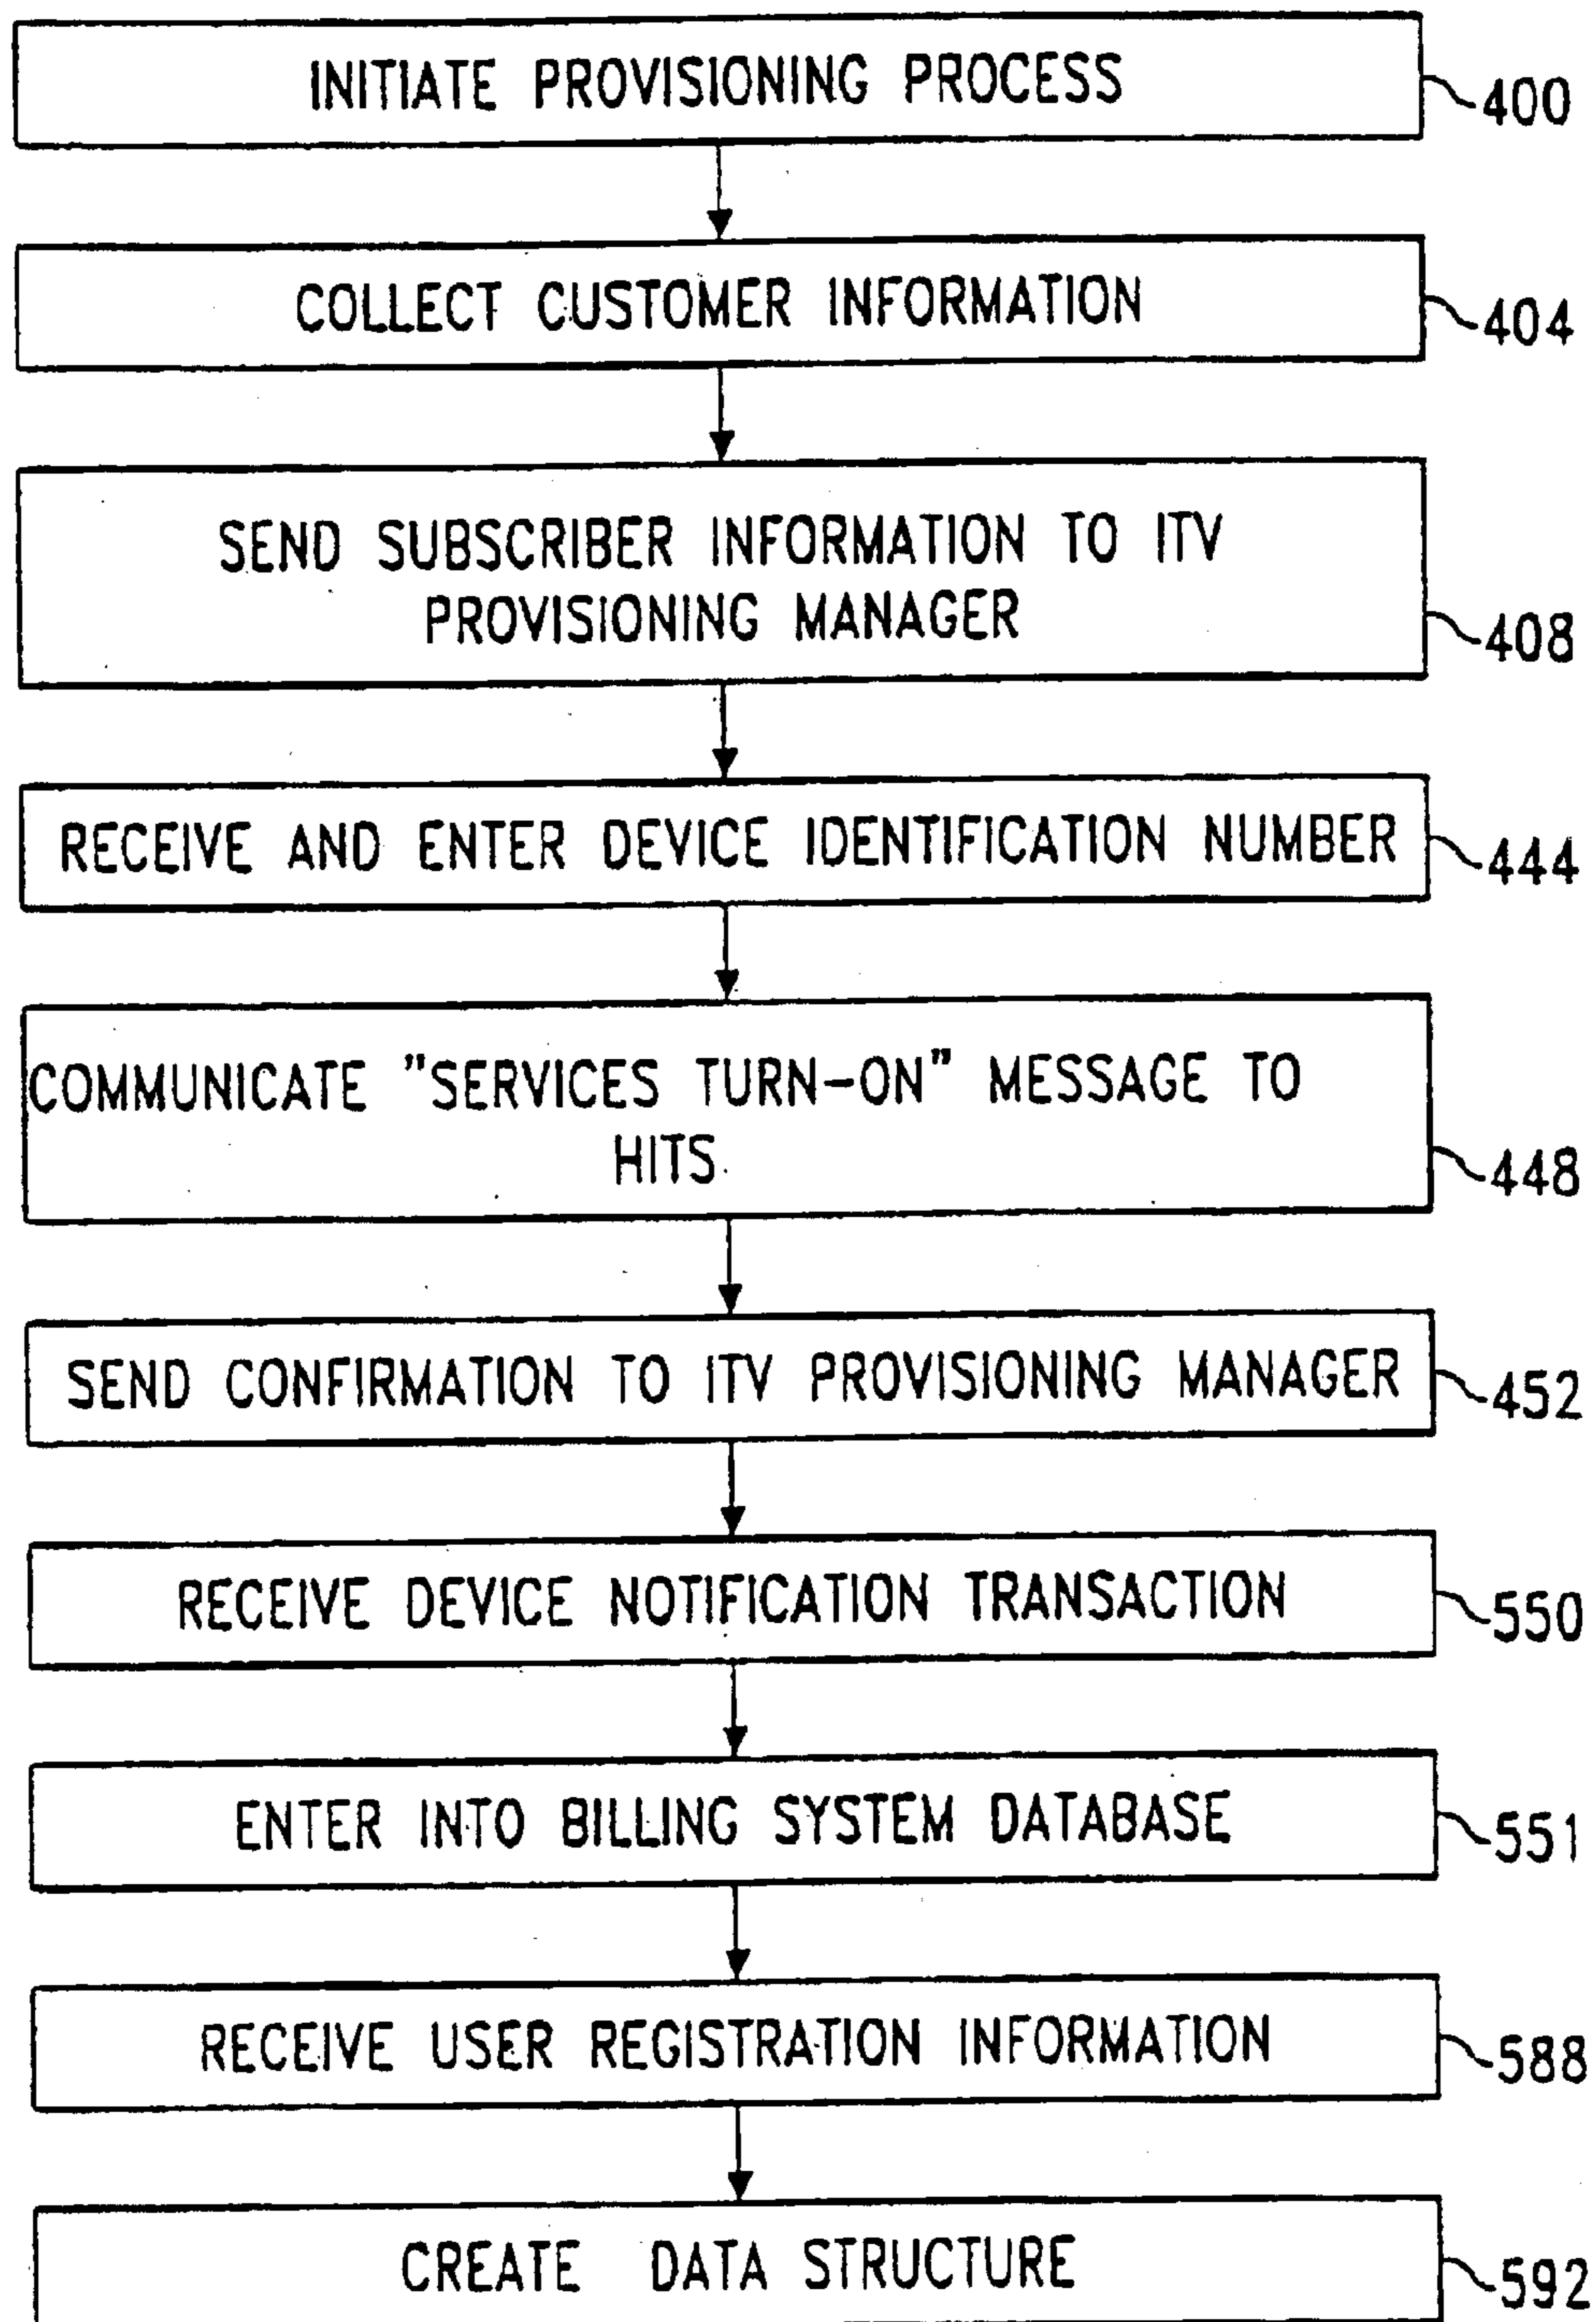 INITIATE PROVISIONING PROCESS
400
COLLECT CUSTOMER INFORMATION
404
SEND SUBSCRIBER INFORMATION TO ITV
PROVISIONING MANAGER
408
RECEIVE AND ENTER DEVICE IDENTIFICATION NUMBER
444
COMMUNICATE "SERVICES TURN-ON" MESSAGE TO
HITS
448
SEND CONFIRMATION TO ITV PROVISIONING MANAGER
452
RECEIVE DEVICE NOTIFICATION TRANSACTION
550
ENTER INTO BILLING SYSTEM DATABASE
551
RECEIVE USER REGISTRATION INFORMATION
588
CREATE DATA STRUCTURE
592